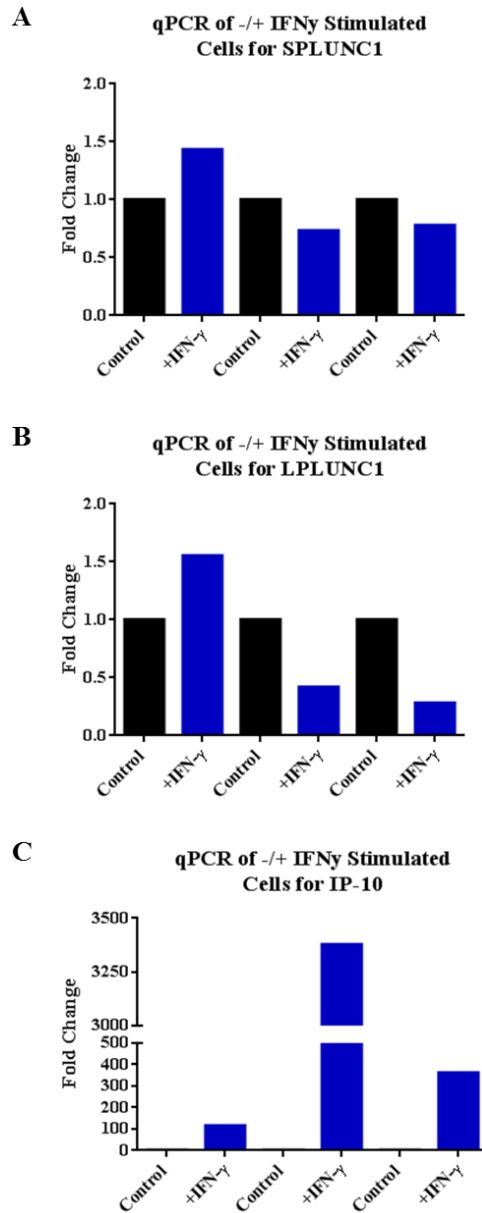 A
qPCR of -/+ IFNy Stimulated
Cells for SPLUNC1
Fold Change
2.0
1.5
1.0
0.5
0.0
Control
+IFN-γ
Control
+IFN-γ
Control
+IFN-γ
B
qPCR of -/+ IFNy Stimulated
Cells for LPLUNC1
Fold Change
2.0
1.5
1.0
0.5
0.0
Control
+IFN-γ
Control
+IFN-γ
Control
+IFN-γ
C
qPCR of -/+ IFNy Stimulated
Cells for IP-10
Fold Change
3500
3250
3000
500
400
300
200
100
0
Control
+IFN-γ
Control
+IFN-γ
Control
+IFN-γ